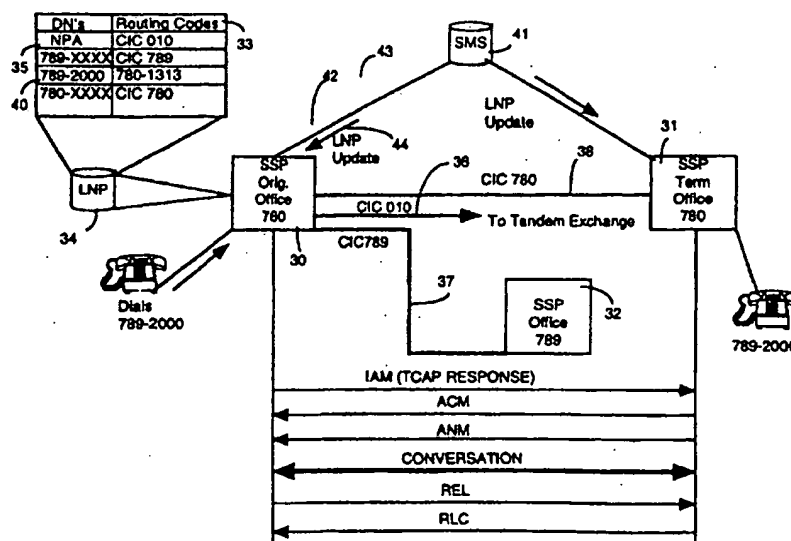 DN's Routing Codes 33
NPA CIC 010
35
789-XXXX CIC 789
789-2000 780-1313
40
780-XXXX CIC 780
SMS 41
43
42
LNP
Update
LNP
Update
44
36
38
31
LNP
34
SSP
Orig.
Office
780
30
CIC 780
CIC 010
To Tandem Exchange
CIC789
SSP
Term
Office
780
37
SSP
Office
789
32
Dials
789-2000
789-2000
IAM (TCAP RESPONSE)
ACM
ANM
CONVERSATION
REL
RLC